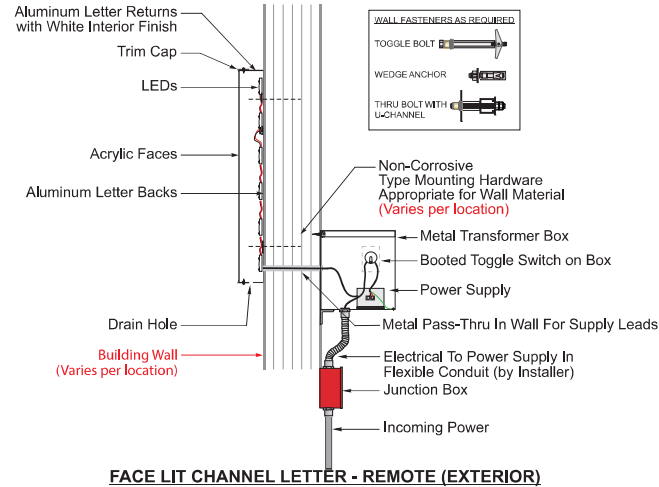 Aluminum Letter Returns
with White Interior Finish
Trim Cap
LEDs
Acrylic Faces
Aluminum Letter Backs
Drain Hole
Building Wall
(Varies per location)
WALL FASTENERS AS REQUIRED
TOGGLE BOLT
WEDGE ANCHOR
THRU BOLT WITH
U-CHANNEL
Non-Corrosive
Type Mounting Hardware
Appropriate for Wall Material
(Varies per location)
Metal Transformer Box
Booted Toggle Switch on Box
Power Supply
Metal Pass-Thru In Wall For Supply Leads
Electrical To Power Supply In
Flexible Conduit (by Installer)
Junction Box
Incoming Power
FACE LIT CHANNEL LETTER - REMOTE (EXTERIOR)